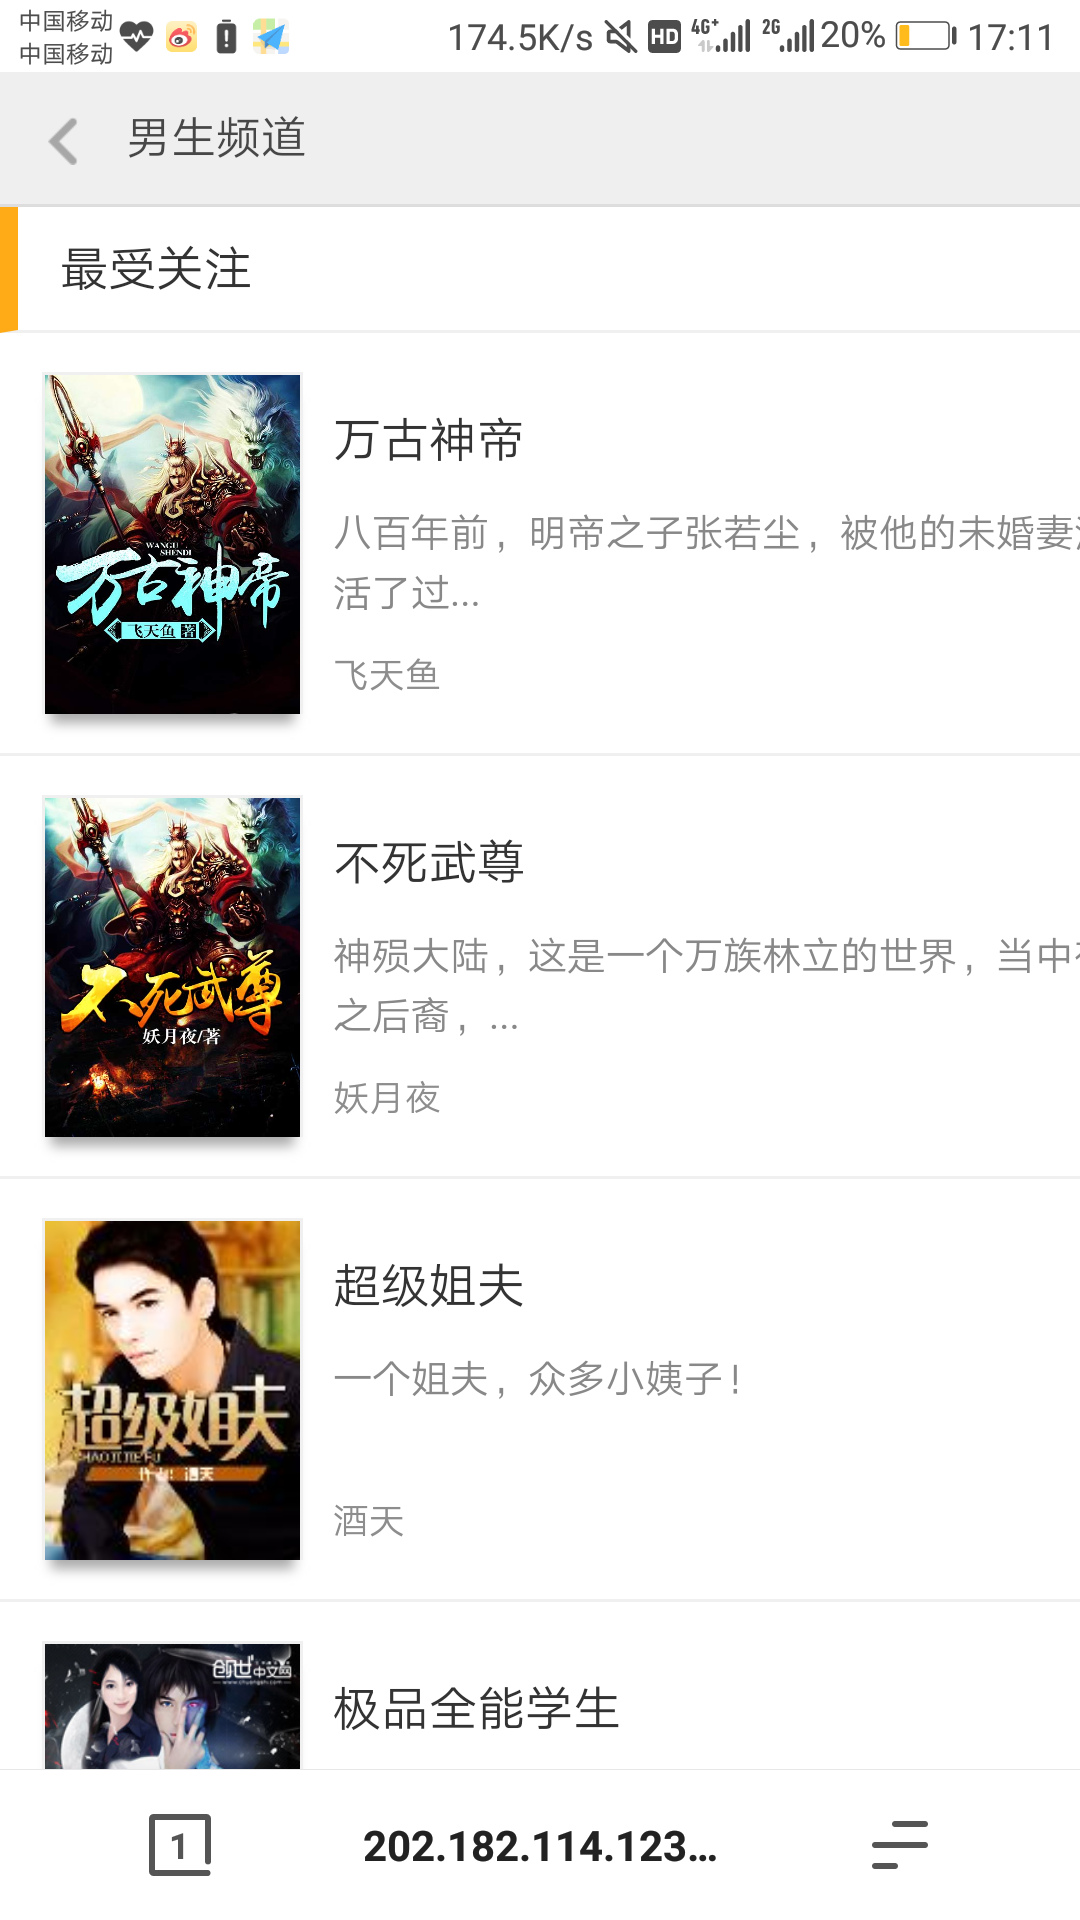 中国移动
中国移动
174.5K/s HD 4G+ 2G 20% 17:11
男生频道
最受关注
WANGU
SHENDI
万古神帝
飞天鱼 著
万古神帝
八百年前，明帝之子张若尘，被他的未婚妻
活了过...
飞天鱼
不死武尊
妖月夜/著
不死武尊
神殒大陆，这是一个万族林立的世界，当中
之后裔，...
妖月夜
超级姐夫
作者：酒天
超级姐夫
一个姐夫，众多小姨子！
酒天
创世中文网
www.chuangshi.com
极品全能学生
1
202.182.114.123...